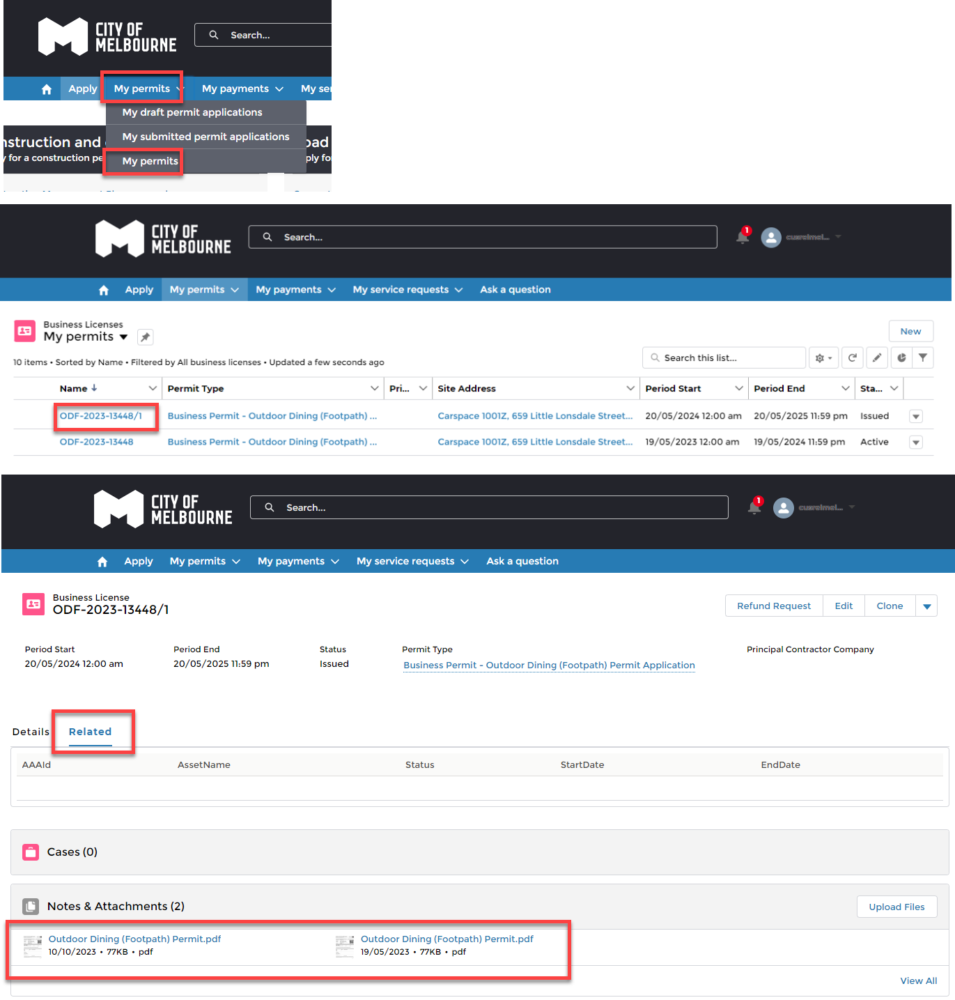 CITY OF
MELBOURNE
Search...
Apply My permits My payments My se
My draft permit applications
My submitted permit applications
My permits
nstruction and oad
y for a construction pe ply fo
CITY OF
MELBOURNE
Search...
1
Apply My permits My payments My service requests Ask a question
Business Licenses
My permits
New
10 items • Sorted by Name • Filtered by All business licenses • Updated a few seconds ago
Search this list...
Name Permit Type Pri... Site Address Period Start Period End Sta...
ODF-2023-13448/1 Business Permit - Outdoor Dining (Footpath) ... Carspace 1001Z, 659 Little Lonsdale Street... 20/05/2024 12:00 am 20/05/2025 11:59 pm Issued
ODF-2023-13448 Business Permit - Outdoor Dining (Footpath) ... Carspace 1001Z, 659 Little Lonsdale Street... 19/05/2023 12:00 am 19/05/2024 11:59 pm Active
CITY OF
MELBOURNE
Search...
1
Apply My permits My payments My service requests Ask a question
Business License
ODF-2023-13448/1
Refund Request Edit Clone
Period Start Period End Status Permit Type Principal Contractor Company
20/05/2024 12:00 am 20/05/2025 11:59 pm Issued Business Permit - Outdoor Dining (Footpath) Permit Application
Details Related
AAAId AssetName Status StartDate EndDate
Cases (0)
Notes & Attachments (2)
Upload Files
Outdoor Dining (Footpath) Permit.pdf Outdoor Dining (Footpath) Permit.pdf
10/10/2023 • 77KB • pdf 19/05/2023 • 77KB • pdf
View All